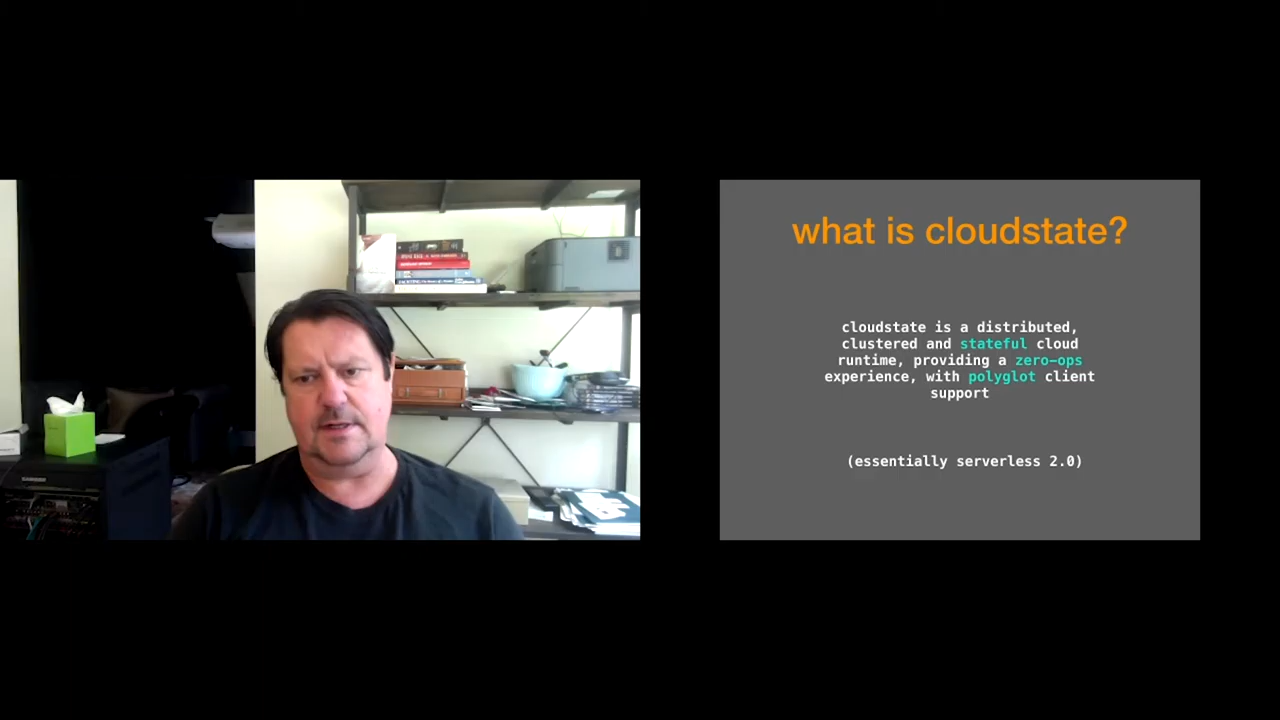 SAMSUNG
what is cloudstate?
cloudstate is a distributed,
clustered and stateful cloud
runtime, providing a zero-ops
experience, with polyglot client
support
(essentially serverless 2.0)